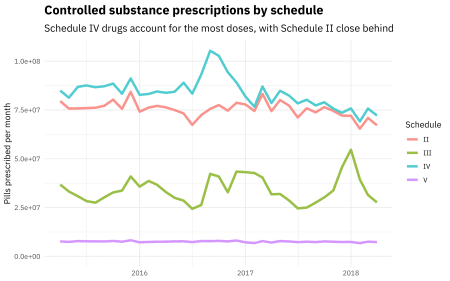 Controlled substance prescriptions by schedule
Schedule IV drugs account for the most doses, with Schedule II close behind
Pills prescribed per month
1.0e+08
7.5e+07
5.0e+07
2.5e+07
0.0e+00
2016
2017
2018
Schedule
II
III
IV
V